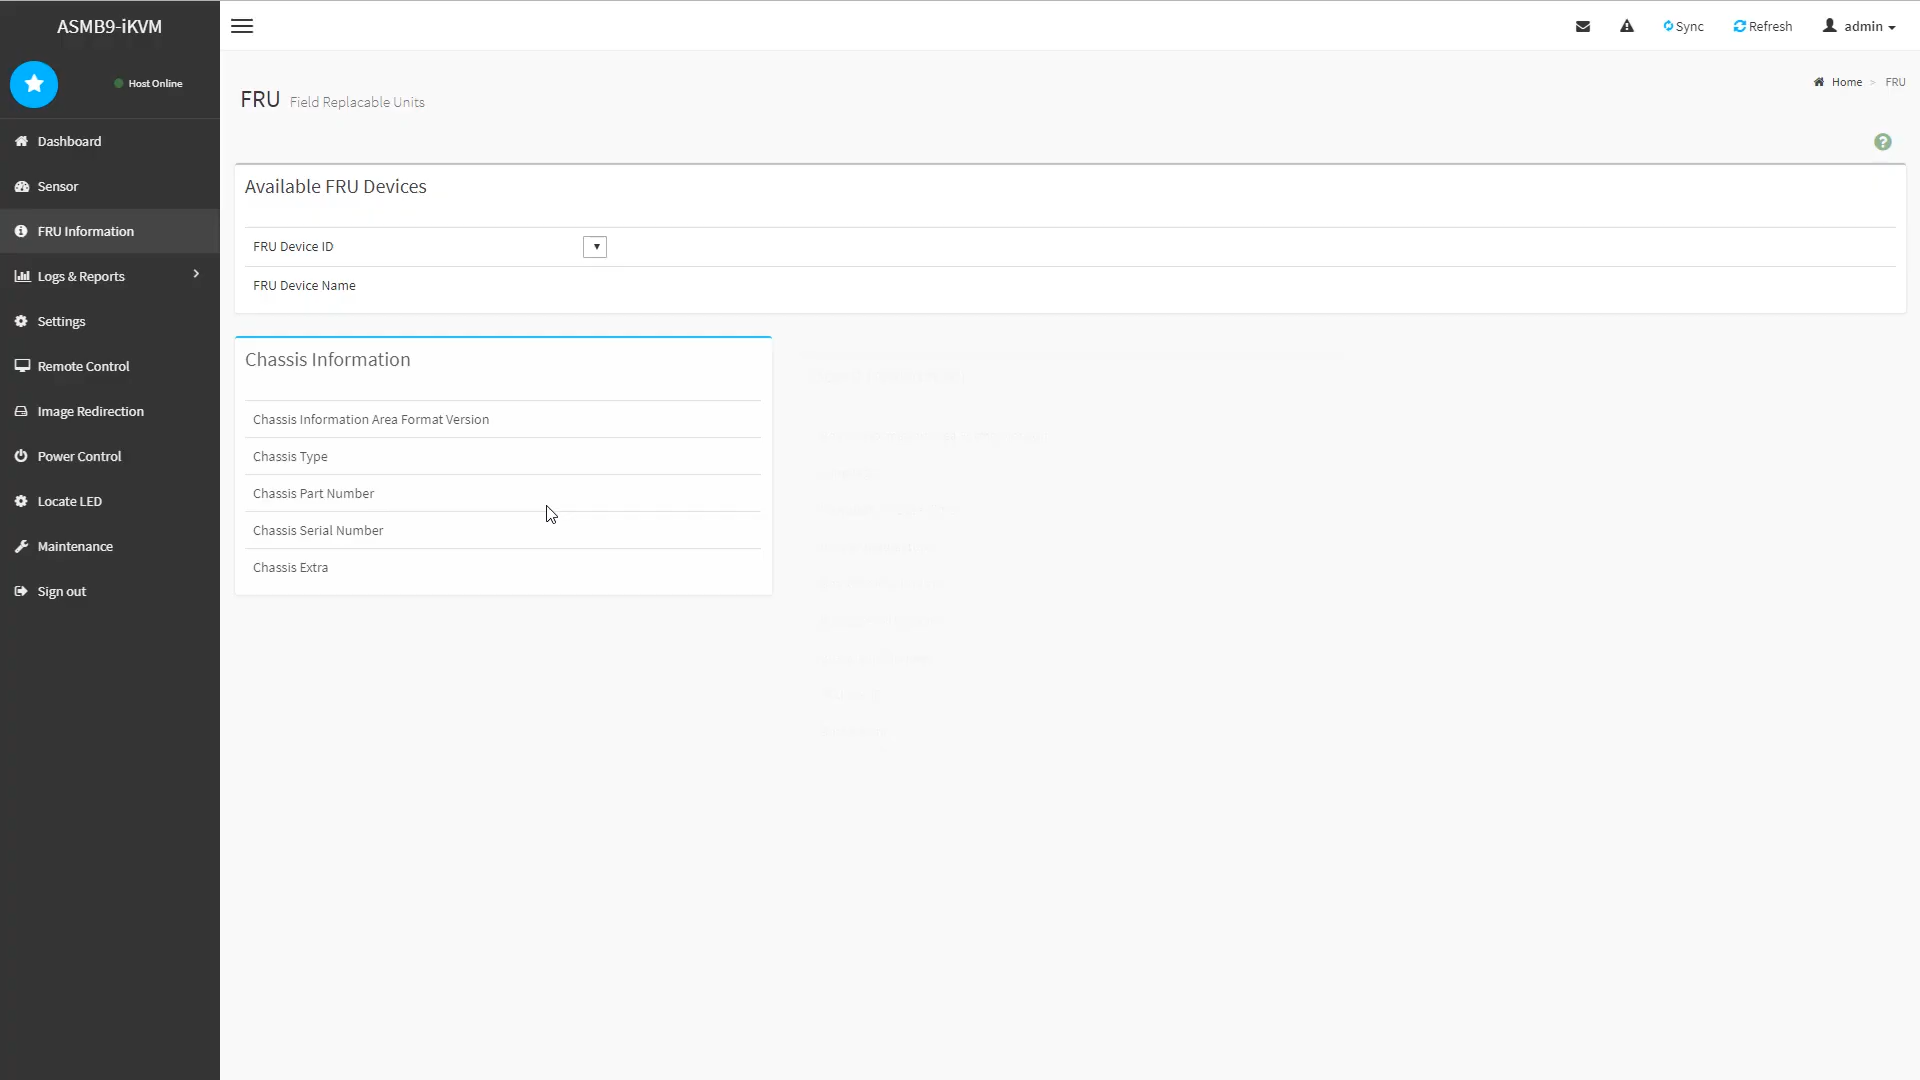 ASMB9-iKVM
Host Online
Dashboard
Sensor
FRU Information
Logs & Reports
Settings
Remote Control
Image Redirection
Power Control
Locate LED
Maintenance
Sign out
Sync
Refresh
admin
FRU Field Replacable Units
Home > FRU
Available FRU Devices
FRU Device ID
FRU Device Name
Chassis Information
Chassis Information Area Format Version
Chassis Type
Chassis Part Number
Chassis Serial Number
Chassis Extra